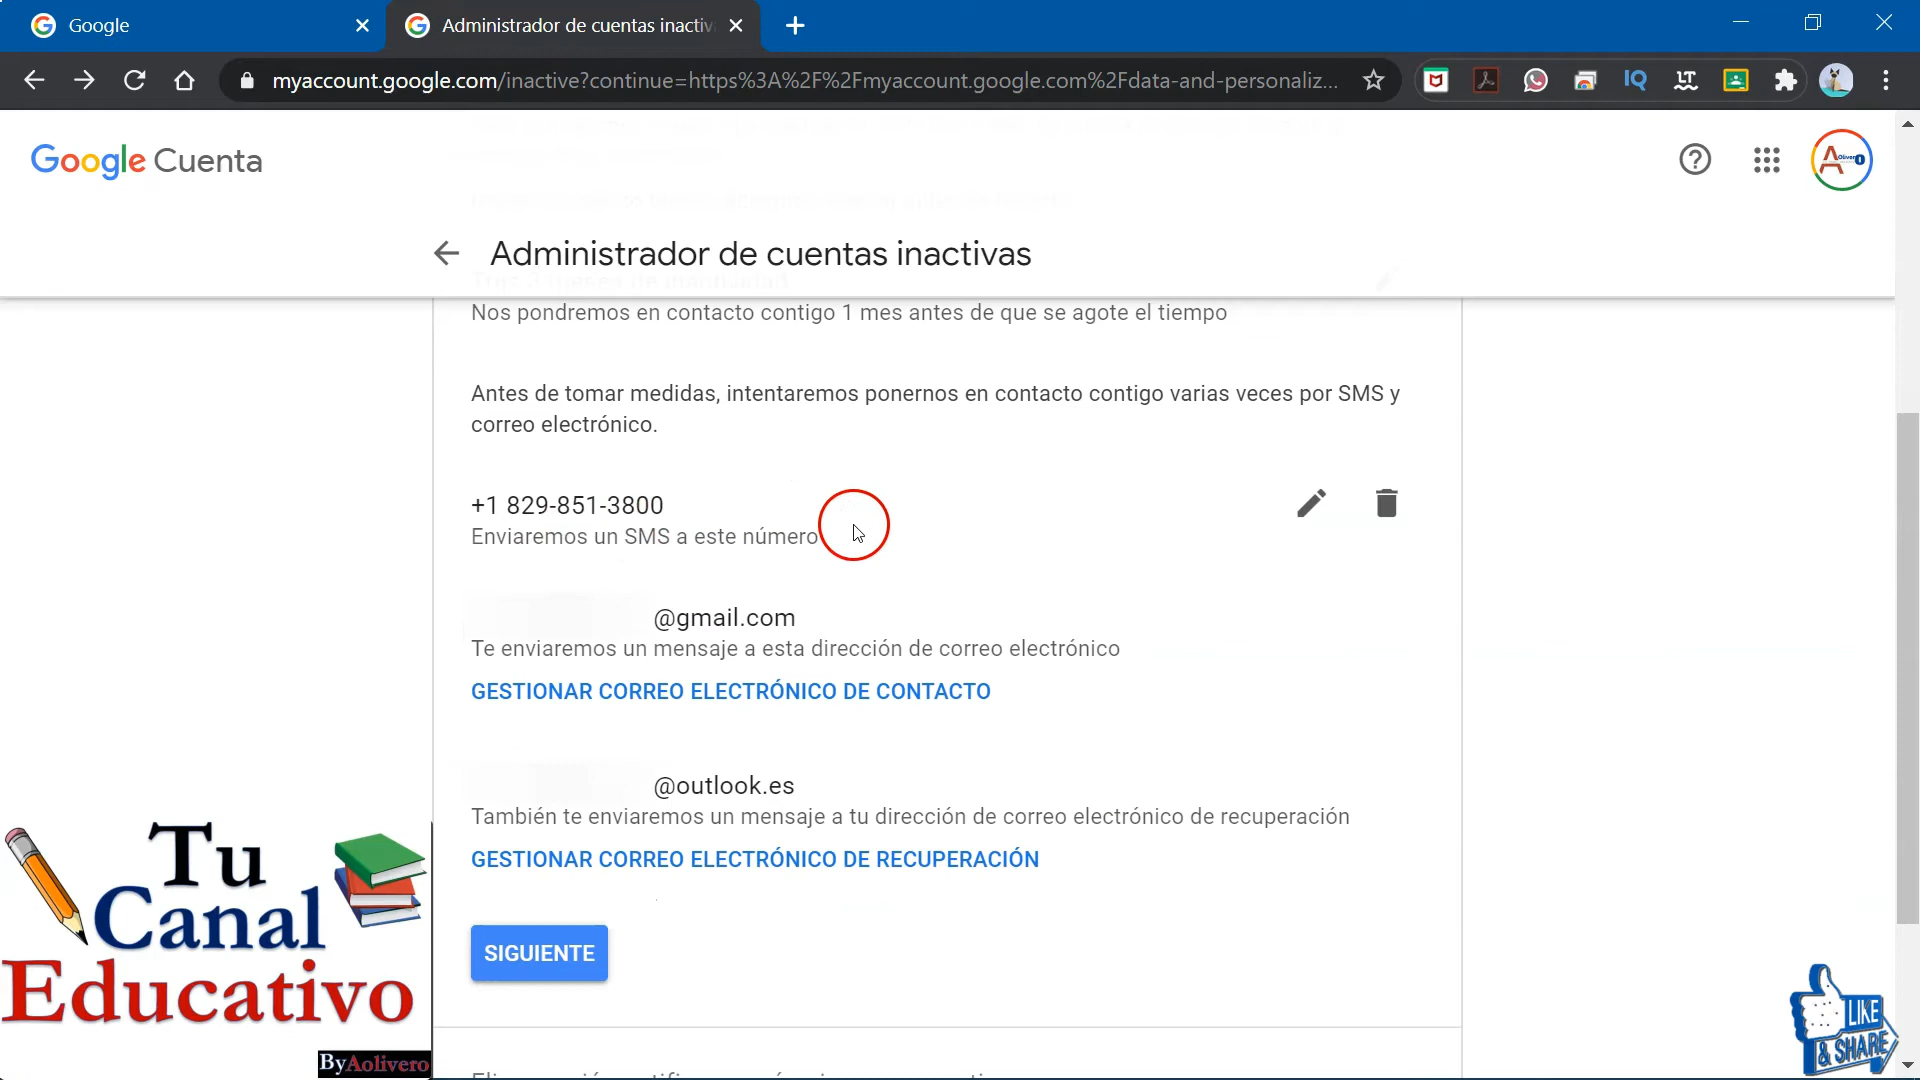 Google
Administrador de cuentas inactiv
myaccount.google.com/inactive?continue=https%3A%2F%2Fmyaccount.google.com%2Fdata-and-personaliz...
Google Cuenta
Administrador de cuentas inactivas
Nos pondremos en contacto contigo 1 mes antes de que se agote el tiempo
Antes de tomar medidas, intentaremos ponernos en contacto contigo varias veces por SMS y
correo electrónico.
+1 829-851-3800
Enviaremos un SMS a este número
@gmail.com
Te enviaremos un mensaje a esta dirección de correo electrónico
GESTIONAR CORREO ELECTRÓNICO DE CONTACTO
@outlook.es
También te enviaremos un mensaje a tu dirección de correo electrónico de recuperación
GESTIONAR CORREO ELECTRÓNICO DE RECUPERACIÓN
SIGUIENTE
Tu
Canal
Educativo
ByAolivero
LIKE
& SHARE